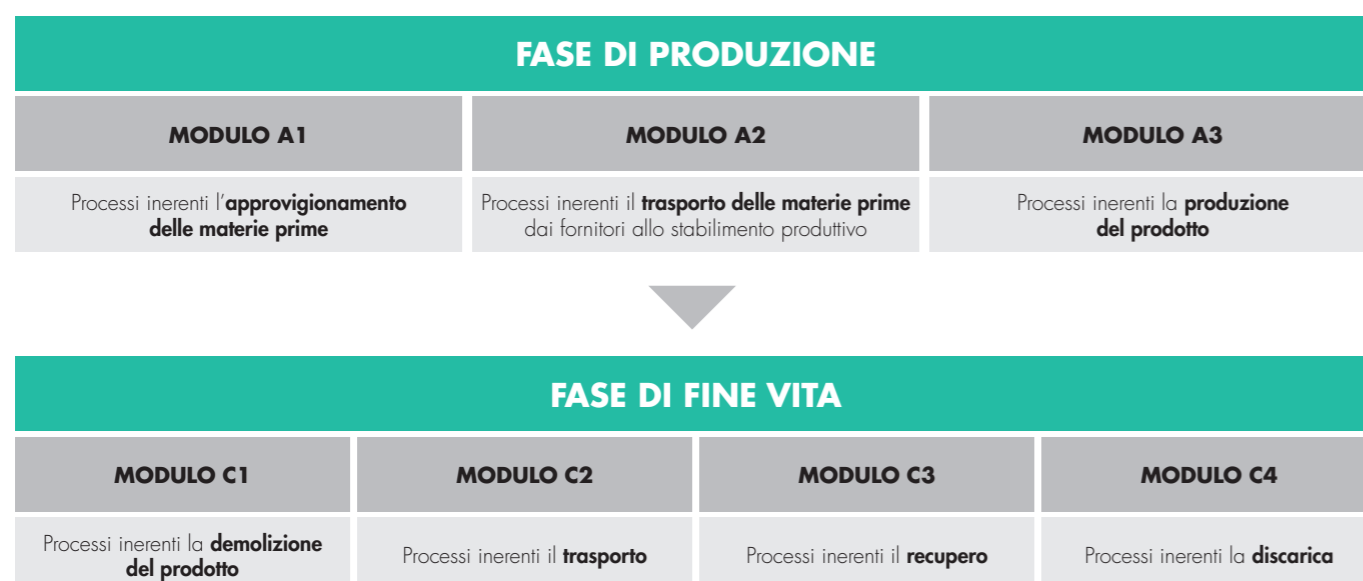 FASE DI PRODUZIONE
MODULO A1
MODULO A2
MODULO A3
Processi inerenti l'approvigionamento
delle materie prime
Processi inerenti il trasporto delle materie prime
dai fornitori allo stabilimento produttivo
Processi inerenti la produzione
del prodotto
FASE DI FINE VITA
MODULO C1
MODULO C2
MODULO C3
MODULO C4
Processi inerenti la demolizione
del prodotto
Processi inerenti il trasporto
Processi inerenti il recupero
Processi inerenti la discarica